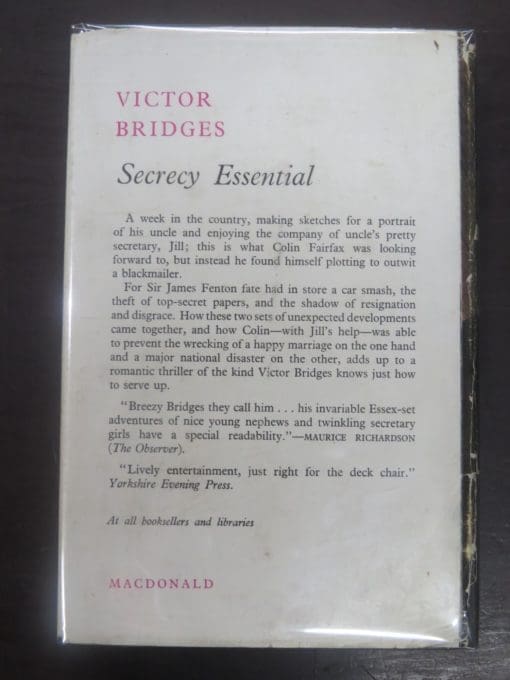 VICTOR
BRIDGES
Secrecy Essential
A week in the country, making sketches for a portrait
of his uncle and enjoying the company of uncle's pretty
secretary, Jill; this is what Colin Fairfax was looking
forward to, but instead he found himself plotting to outwit
a blackmailer.
For Sir James Fenton fate had in store a car smash, the
theft of top-secret papers, and the shadow of resignation
and disgrace. How these two sets of unexpected developments
came together, and how Colin—with Jill's help—was able
to prevent the wrecking of a happy marriage on the one hand
and a major national disaster on the other, adds up to a
romantic thriller of the kind Victor Bridges knows just how
to serve up.
"Breezy Bridges they call him . . . his invariable Essex-set
adventures of nice young nephews and twinkling secretary
girls have a special readability."—MAURICE RICHARDSON
(The Observer).
"Lively entertainment, just right for the deck chair."
Yorkshire Evening Press.
At all booksellers and libraries
MACDONALD